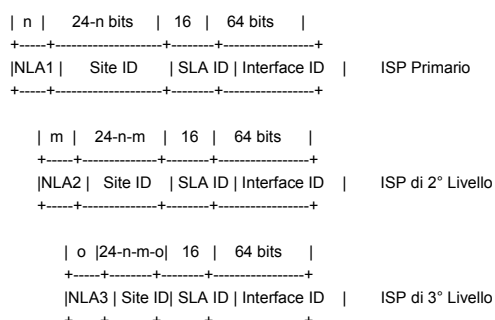 | n | 24-n bits | 16 | 64 bits |
+-----+--------------------+--------+-----------------+
|NLA1 | Site ID | SLA ID | Interface ID | ISP Primario
+-----+--------------------+--------+-----------------+
| m | 24-n-m | 16 | 64 bits |
+-----+--------------+--------+-----------------+
|NLA2 | Site ID | SLA ID | Interface ID | ISP di 2° Livello
+-----+--------------+--------+-----------------+
| o |24-n-m-o| 16 | 64 bits |
+-----+--------+--------+-----------------+
|NLA3 | Site ID| SLA ID | Interface ID | ISP di 3° Livello
+-----+--------+--------+-----------------+